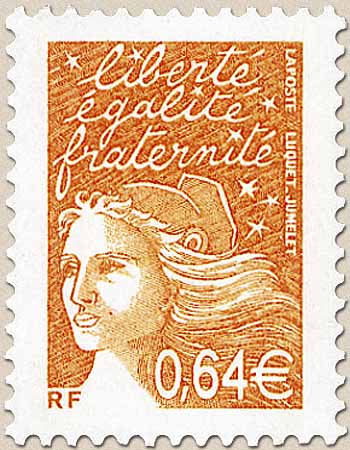 liberté
égalité
fraternité
LA POSTE LUQUET-JUMELET
0,64€
RF